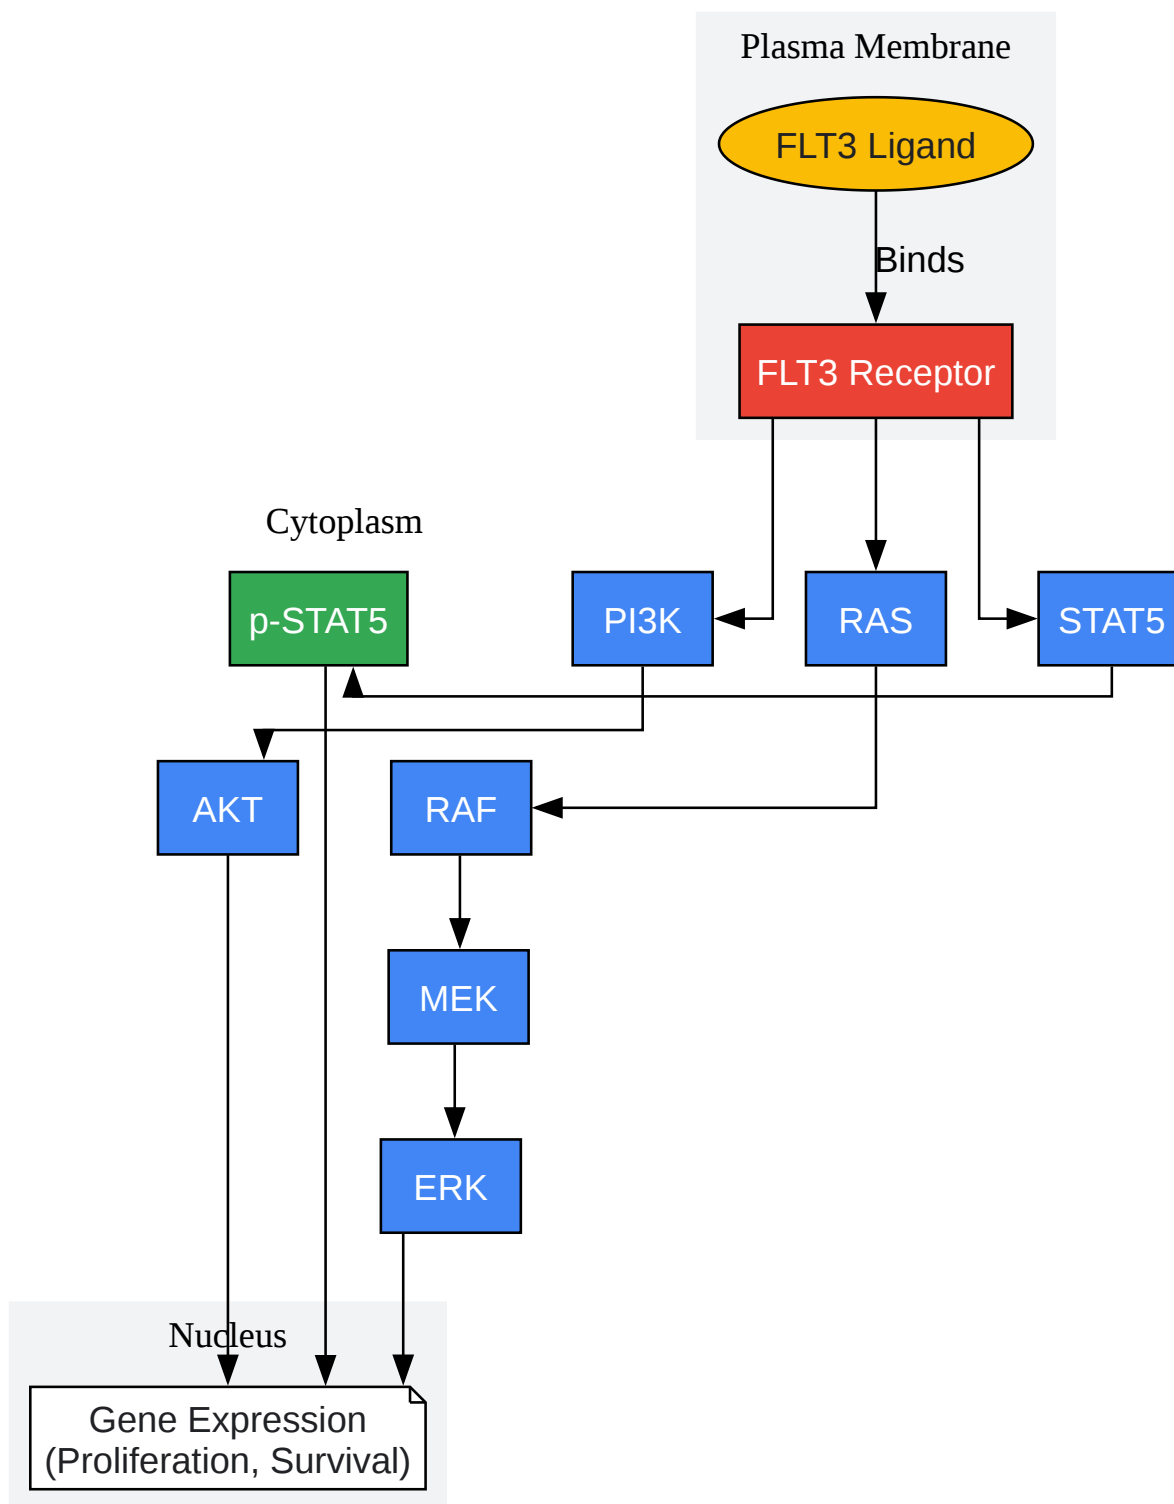 Plasma Membrane
FLT3 Ligand
Binds
FLT3 Receptor
Cytoplasm
p-STAT5
PI3K
RAS
STAT5
AKT
RAF
MEK
ERK
Nucleus
Gene Expression
(Proliferation, Survival)